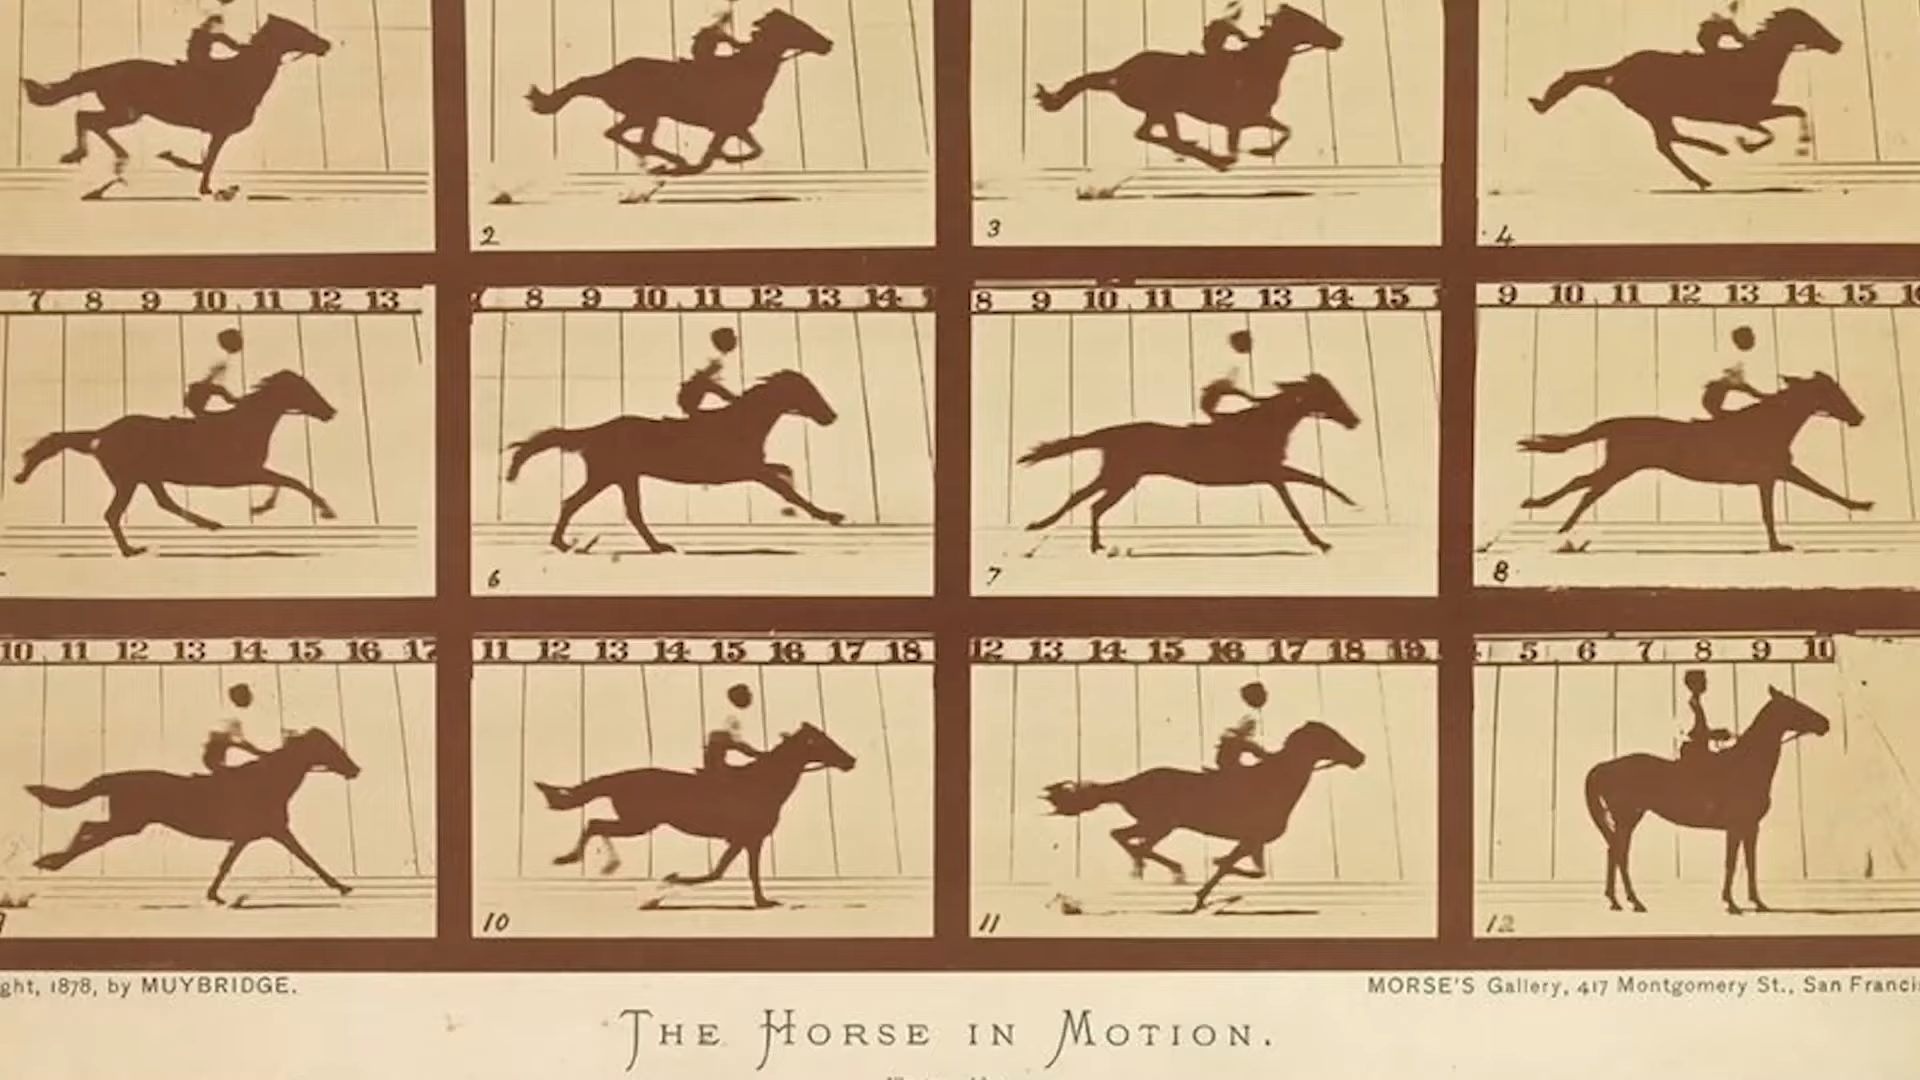 2 3 4
7 8 9 10 11 12 13
8 9 10 11 12 13 14
8 9 10 11 12 13 14 15
9 10 11 12 13 14 15
6 7 8
10 11 12 13 14 15 16 17
11 12 13 14 15 16 17 18
12 13 14 15 16 17 18 19
5 6 7 8 9 10
10 11 12
ght, 1878, by MUYBRIDGE.
MORSE'S Gallery, 417 Montgomery St., San Franci
THE HORSE IN MOTION.